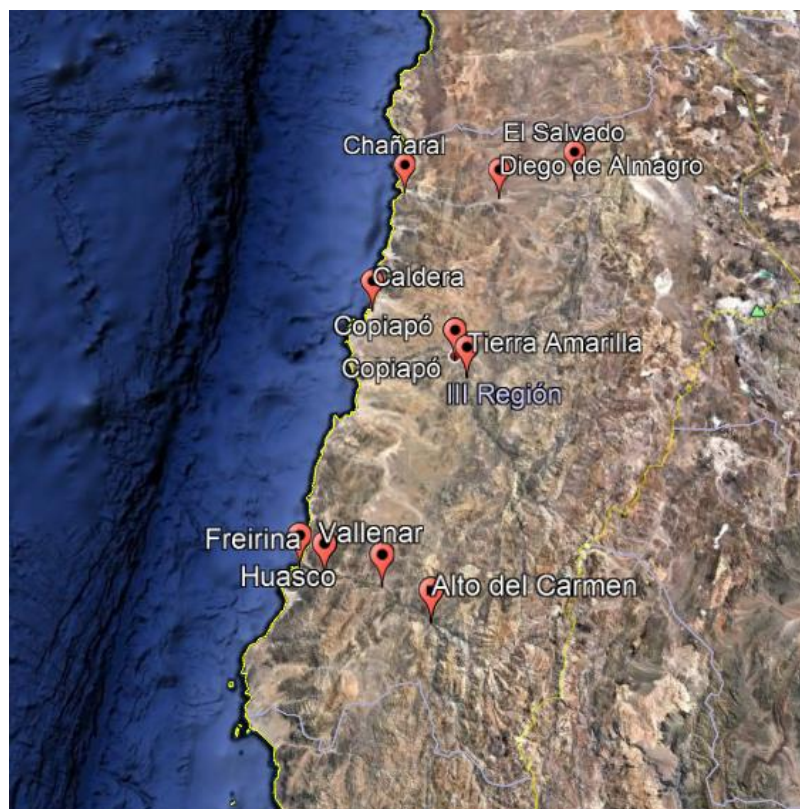 El Salvado
Chañaral
Diego de Almagro
Caldera
Copiapó
Tierra Amarilla
Copiapó
III Región
Freirina
Vallenar
Huasco
Alto del Carmen